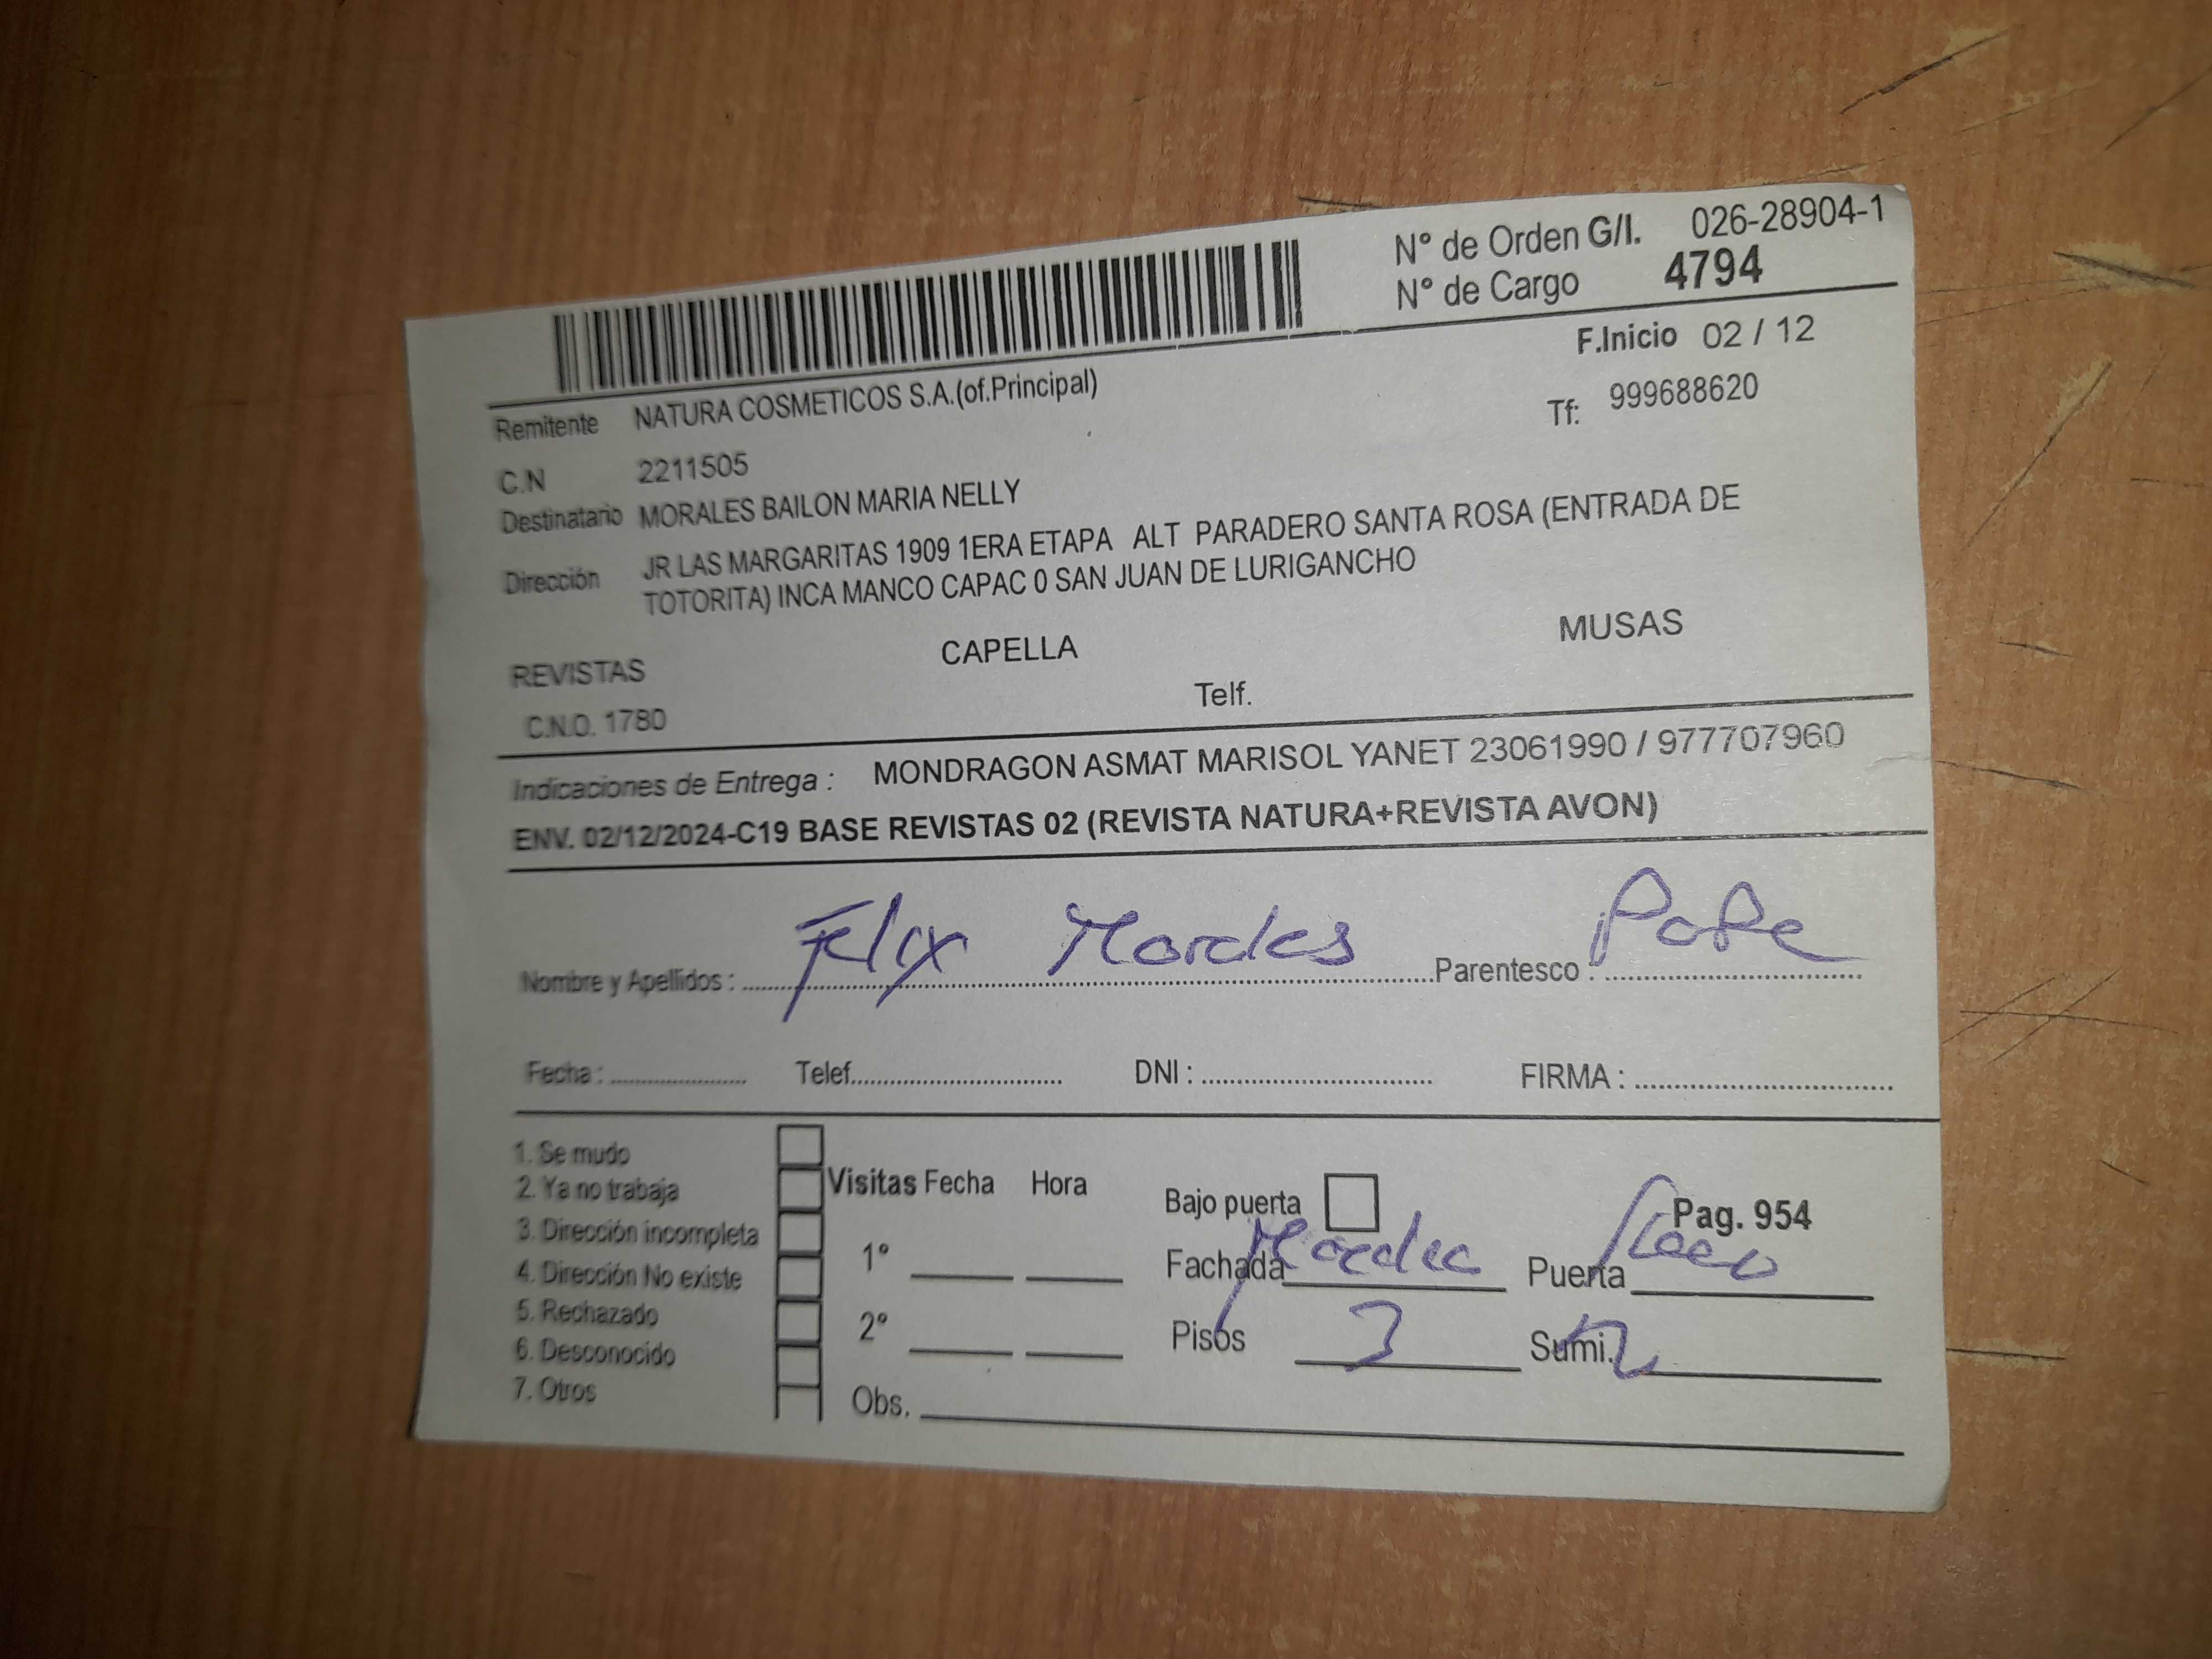 N° de Orden G/I. 026-28904-1
N° de Cargo 4794
F.Inicio 02 / 12
Remitente NATURA COSMETICOS S.A.(of.Principal)
Tf: 999688620
C.N 2211505
Destinatario MORALES BAILON MARIA NELLY
Dirección JR LAS MARGARITAS 1909 1ERA ETAPA ALT PARADERO SANTA ROSA (ENTRADA DE
TOTORITA) INCA MANCO CAPAC 0 SAN JUAN DE LURIGANCHO
REVISTAS CAPELLA MUSAS
C.N.O. 1780 Telf.
Indicaciones de Entrega : MONDRAGON ASMAT MARISOL YANET 23061990 / 977707960
ENV. 02/12/2024-C19 BASE REVISTAS 02 (REVISTA NATURA+REVISTA AVON)
Nombre y Apellidos : Felix Morales Parentesco : Pape
Fecha : Telef. DNI : FIRMA :
1. Se mudo
2. Ya no trabaja
3. Dirección incompleta
4. Dirección No existe
5. Rechazado
6. Desconocido
7. Otros
Visitas Fecha Hora
1°
2°
Obs.
Bajo puerta Pag. 954
Fachada Puerta
Pisos 3 Sumi.